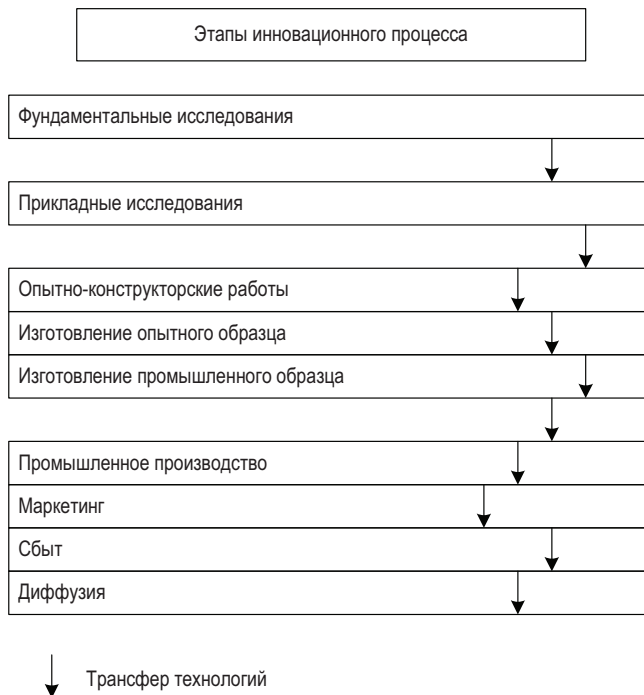 Этапы инновационного процесса
Фундаментальные исследования
Прикладные исследования
Опытно-конструкторские работы
Изготовление опытного образца
Изготовление промышленного образца
Промышленное производство
Маркетинг
Сбыт
Диффузия
Трансфер технологий